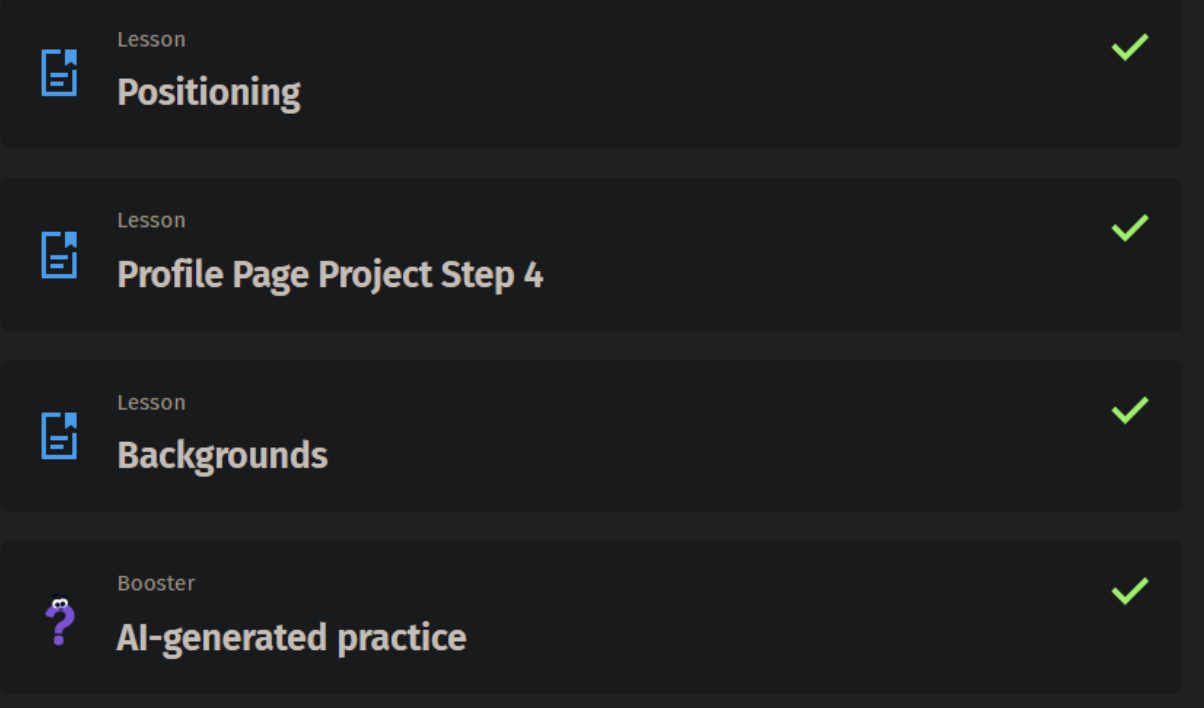 Lesson
Positioning
Lesson
Profile Page Project Step 4
Lesson
Backgrounds
Booster
AI-generated practice